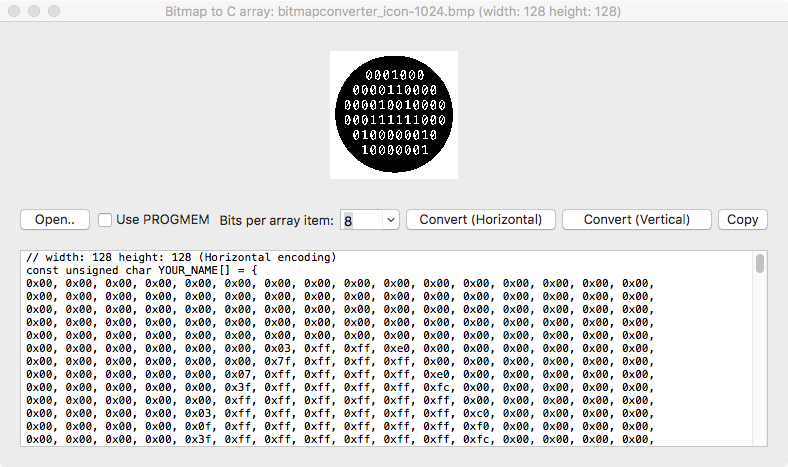 Bitmap to C array: bitmapconverter_icon-1024.bmp (width: 128 height: 128)
0001000
0000110000
000010010000
000111111000
0100000010
10000001
Open.. Use PROGMEM Bits per array item: 8 Convert (Horizontal) Convert (Vertical) Copy
// width: 128 height: 128 (Horizontal encoding)
const unsigned char YOUR_NAME[] = {
0x00, 0x00, 0x00, 0x00, 0x00, 0x00, 0x00, 0x00, 0x00, 0x00, 0x00, 0x00, 0x00, 0x00, 0x00, 0x00,
0x00, 0x00, 0x00, 0x00, 0x00, 0x00, 0x00, 0x00, 0x00, 0x00, 0x00, 0x00, 0x00, 0x00, 0x00, 0x00,
0x00, 0x00, 0x00, 0x00, 0x00, 0x00, 0x00, 0x00, 0x00, 0x00, 0x00, 0x00, 0x00, 0x00, 0x00, 0x00,
0x00, 0x00, 0x00, 0x00, 0x00, 0x00, 0x00, 0x00, 0x00, 0x00, 0x00, 0x00, 0x00, 0x00, 0x00, 0x00,
0x00, 0x00, 0x00, 0x00, 0x00, 0x00, 0x00, 0x00, 0x00, 0x00, 0x00, 0x00, 0x00, 0x00, 0x00, 0x00,
0x00, 0x00, 0x00, 0x00, 0x00, 0x00, 0x03, 0xff, 0xff, 0xe0, 0x00, 0x00, 0x00, 0x00, 0x00, 0x00,
0x00, 0x00, 0x00, 0x00, 0x00, 0x00, 0x7f, 0xff, 0xff, 0xff, 0x00, 0x00, 0x00, 0x00, 0x00, 0x00,
0x00, 0x00, 0x00, 0x00, 0x00, 0x07, 0xff, 0xff, 0xff, 0xff, 0xe0, 0x00, 0x00, 0x00, 0x00, 0x00,
0x00, 0x00, 0x00, 0x00, 0x00, 0x3f, 0xff, 0xff, 0xff, 0xff, 0xfc, 0x00, 0x00, 0x00, 0x00, 0x00,
0x00, 0x00, 0x00, 0x00, 0x00, 0xff, 0xff, 0xff, 0xff, 0xff, 0xff, 0x00, 0x00, 0x00, 0x00, 0x00,
0x00, 0x00, 0x00, 0x00, 0x03, 0xff, 0xff, 0xff, 0xff, 0xff, 0xff, 0xc0, 0x00, 0x00, 0x00, 0x00,
0x00, 0x00, 0x00, 0x00, 0x0f, 0xff, 0xff, 0xff, 0xff, 0xff, 0xff, 0xf0, 0x00, 0x00, 0x00, 0x00,
0x00, 0x00, 0x00, 0x00, 0x3f, 0xff, 0xff, 0xff, 0xff, 0xff, 0xff, 0xfc, 0x00, 0x00, 0x00, 0x00,